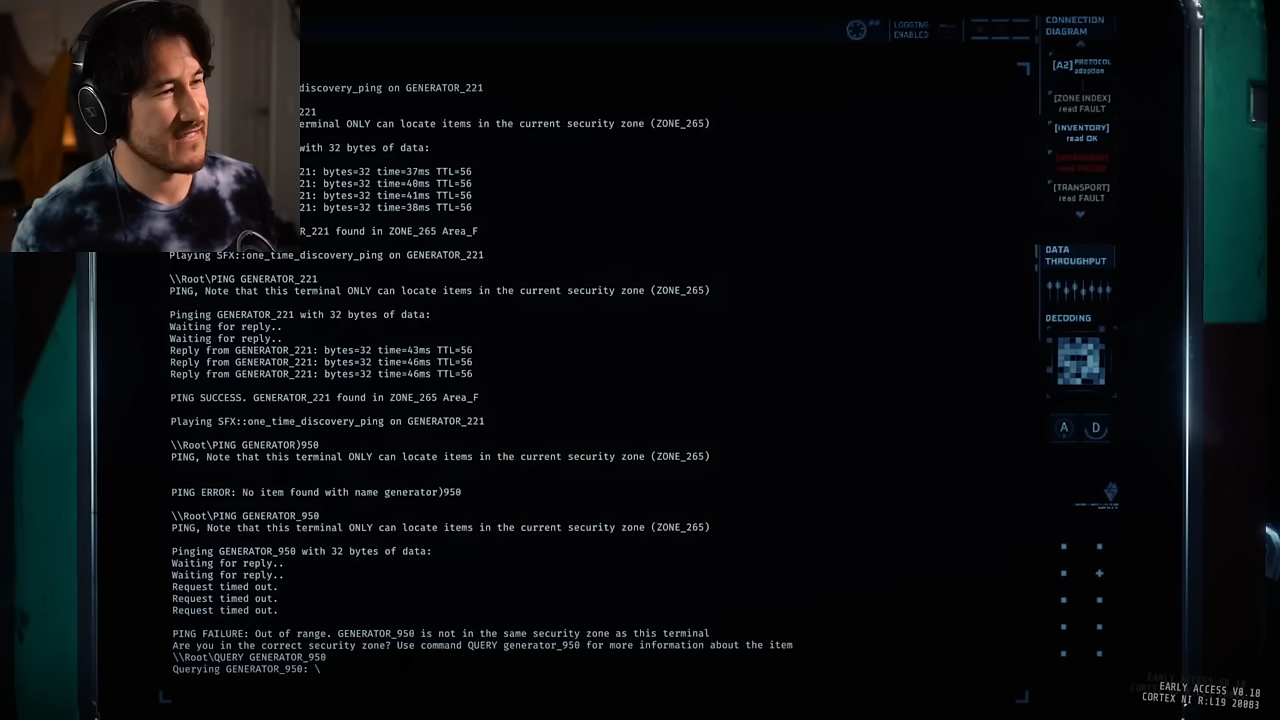 LOGGING
ENABLED
discovery_ping on GENERATOR_221
221
erminal ONLY can locate items in the current security zone (ZONE_265)
with 32 bytes of data:
21: bytes=32 time=37ms TTL=56
21: bytes=32 time=40ms TTL=56
21: bytes=32 time=41ms TTL=56
21: bytes=32 time=38ms TTL=56
R_221 found in ZONE_265 Area_F
Playing SFX::one_time_discovery_ping on GENERATOR_221
\\Root\PING GENERATOR_221
PING, Note that this terminal ONLY can locate items in the current security zone (ZONE_265)
Pinging GENERATOR_221 with 32 bytes of data:
Waiting for reply..
Waiting for reply..
Reply from GENERATOR_221: bytes=32 time=43ms TTL=56
Reply from GENERATOR_221: bytes=32 time=46ms TTL=56
Reply from GENERATOR_221: bytes=32 time=46ms TTL=56
PING SUCCESS. GENERATOR_221 found in ZONE_265 Area_F
Playing SFX::one_time_discovery_ping on GENERATOR_221
\\Root\PING GENERATOR)950
PING, Note that this terminal ONLY can locate items in the current security zone (ZONE_265)
PING ERROR: No item found with name generator)950
\\Root\PING GENERATOR_950
PING, Note that this terminal ONLY can locate items in the current security zone (ZONE_265)
Pinging GENERATOR_950 with 32 bytes of data:
Waiting for reply..
Waiting for reply..
Request timed out.
Request timed out.
Request timed out.
PING FAILURE: Out of range. GENERATOR_950 is not in the same security zone as this terminal
Are you in the correct security zone? Use command QUERY generator_950 for more information about the item
\\Root\QUERY GENERATOR_950
Querying GENERATOR_950: \
CONNECTION
DIAGRAM
[A2] PROTOCOL
adoption
[ZONE INDEX]
read FAULT
[INVENTORY]
read OK
read FAILED
[TRANSPORT]
read FAULT
DATA
THROUGHPUT
DECODING
A D
EARLY ACCESS V0.18
CORTEX NI R:L19 20083